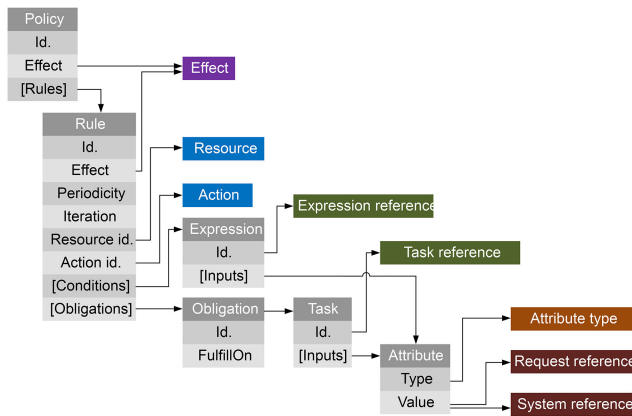 Policy
Id.
Effect
[Rules]
Effect
Rule
Id.
Effect
Periodicity
Iteration
Resource id.
Action id.
[Conditions]
[Obligations]
Resource
Action
Expression
Id.
[Inputs]
Expression reference
Task reference
Obligation
Id.
FulfillOn
Task
Id.
[Inputs]
Attribute
Type
Value
Attribute type
Request reference
System reference